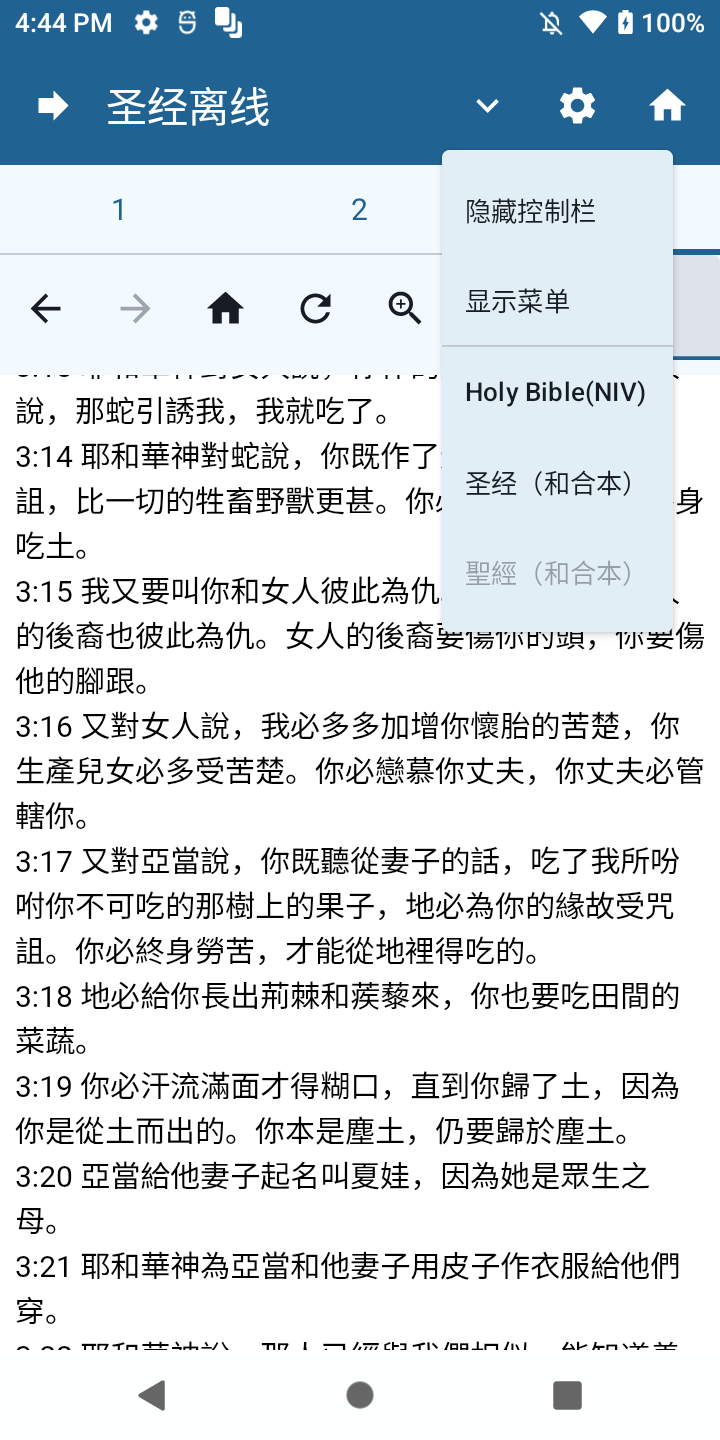 4:44 PM 100%
圣经离线
1 2
隐藏控制栏
显示菜单
Holy Bible(NIV)
圣经（和合本）
聖經（和合本）
說，那蛇引誘我，我就吃了。
3:14 耶和華神對蛇說，你既作了
詛，比一切的牲畜野獸更甚。你 身
吃土。
3:15 我又要叫你和女人彼此為仇
的後裔也彼此為仇。女人的後裔要傷你的頭，你要傷
他的腳跟。
3:16 又對女人說，我必多多加增你懷胎的苦楚，你
生產兒女必多受苦楚。你必戀慕你丈夫，你丈夫必管
轄你。
3:17 又對亞當說，你既聽從妻子的話，吃了我所吩
咐你不可吃的那樹上的果子，地必為你的緣故受咒
詛。你必終身勞苦，才能從地裡得吃的。
3:18 地必給你長出荊棘和蒺藜來，你也要吃田間的
菜蔬。
3:19 你必汗流滿面才得糊口，直到你歸了土，因為
你是從土而出的。你本是塵土，仍要歸於塵土。
3:20 亞當給他妻子起名叫夏娃，因為她是眾生之
母。
3:21 耶和華神為亞當和他妻子用皮子作衣服給他們
穿。